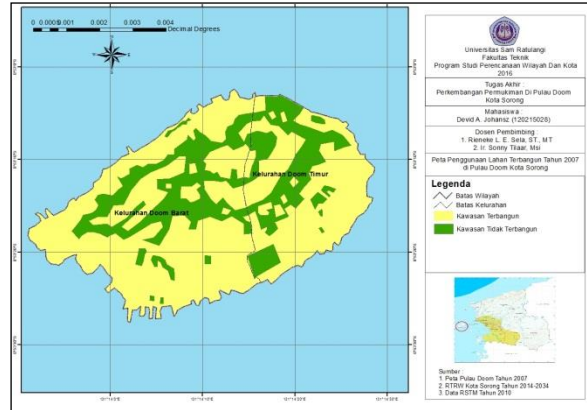 0 0.0005 0.001 0.002 0.003 0.004
Decimal Degrees
Kelurahan Doom Timur
Kelurahan Doom Barat
Universitas Sam Ratulangi
Fakultas Teknik
Program Studi Perencanaan Wilayah Dan Kota
2016
Tugas Akhir :
Perkembangan Permukiman Di Pulau Doom
Kota Sorong
Mahasiswa :
Devid A. Johansz (120215028)
Dosen Pembimbing :
1. Rieneke L. E. Sela, ST., MT
2. Ir. Sonny Tilaar, Msi
Peta Penggunaan Lahan Terbangun Tahun 2007
di Pulau Doom Kota Sorong
Legenda
Batas Wilayah
Batas Kelurahan
Kawasan Terbangun
Kawasan Tidak Terbangun
Sumber :
1. Peta Pulau Doom Tahun 2007
2. RTRW Kota Sorong Tahun 2014-2034
3. Data RSTM Tahun 2010